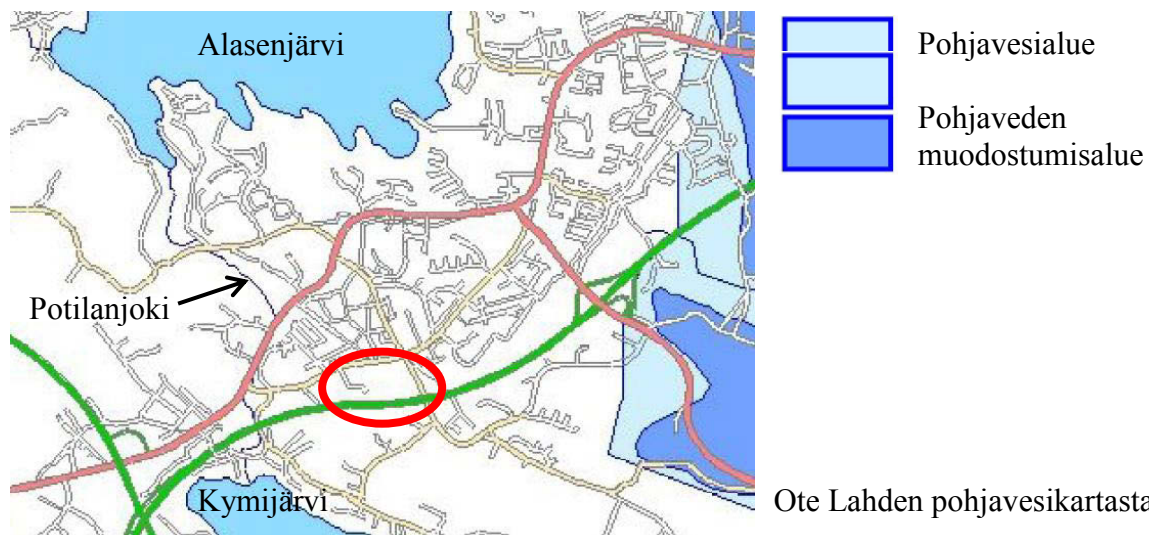 Alasenjärvi
Potilanjoki
Kymijärvi
Pohjavesialue
Pohjaveden
muodostumisalue
Ote Lahden pohjavesikartasta